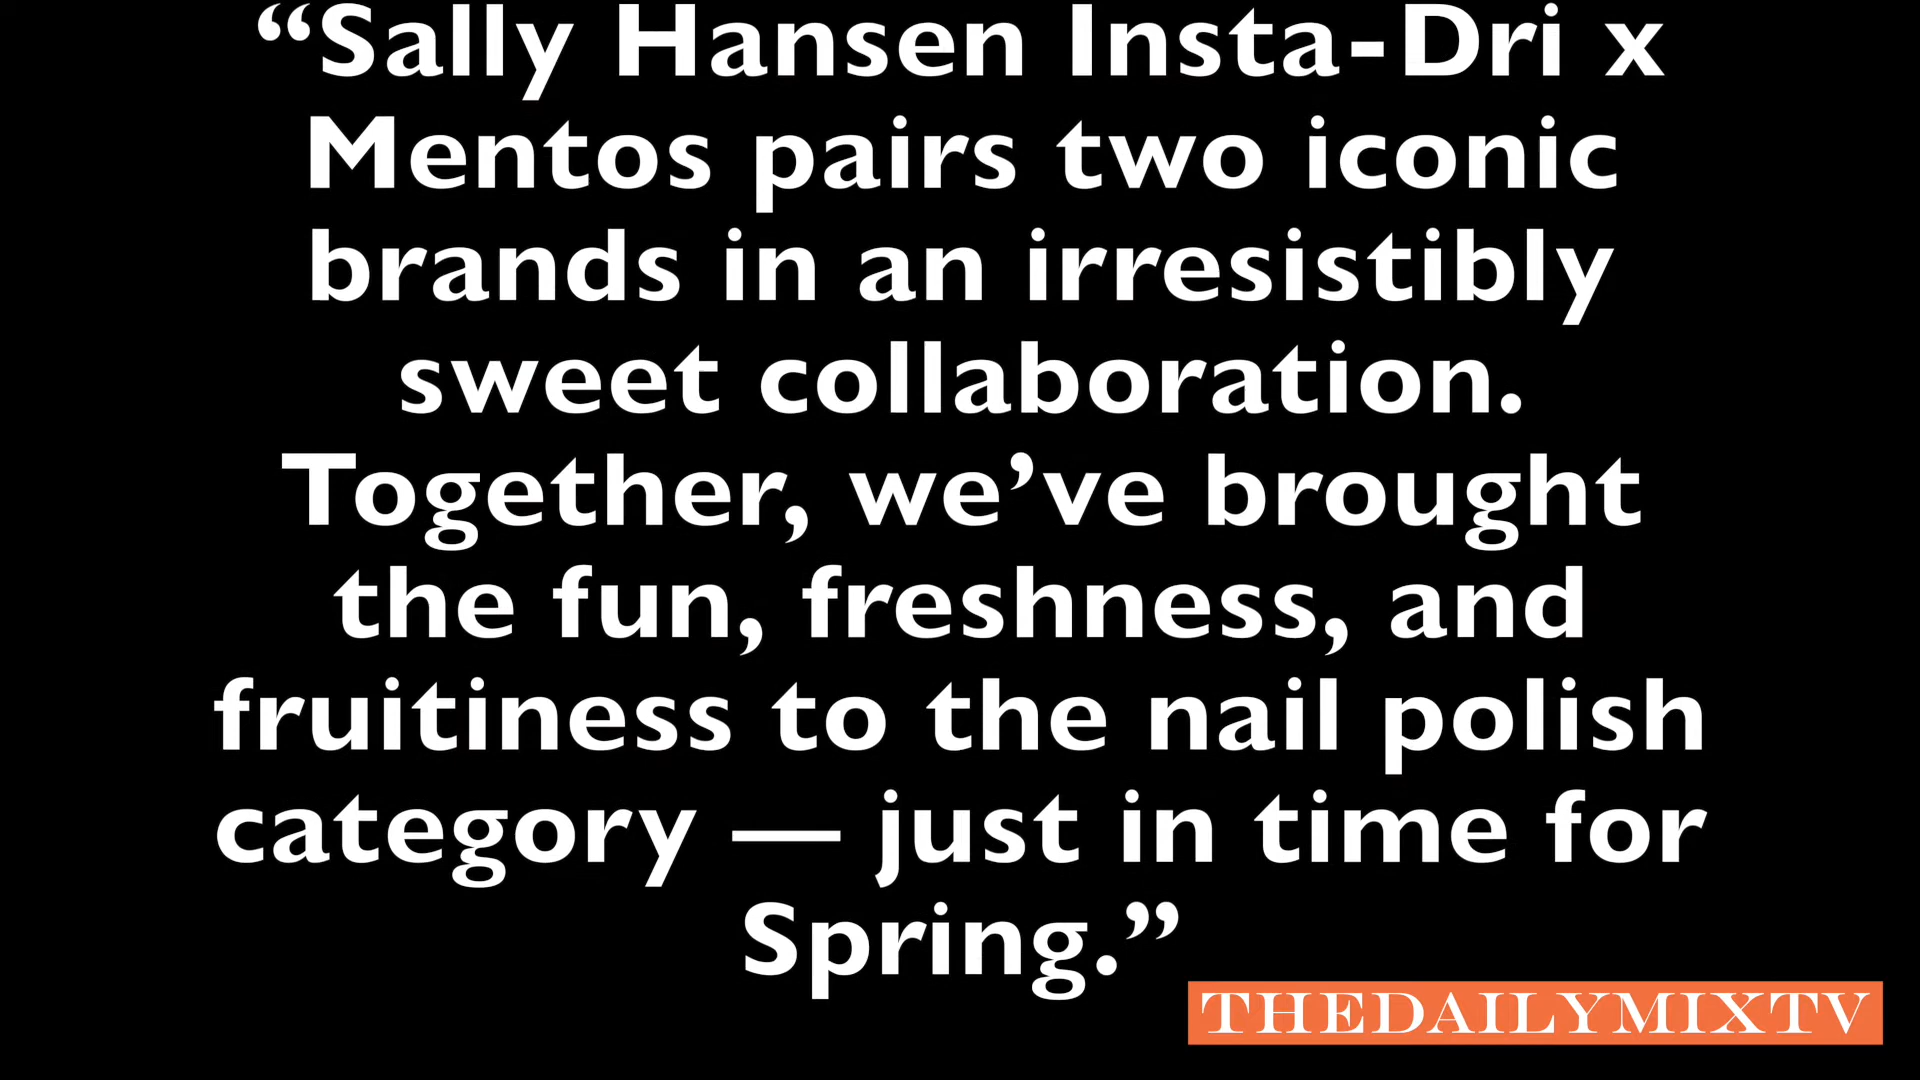 “Sally Hansen Insta-Dri x
Mentos pairs two iconic
brands in an irresistibly
sweet collaboration.
Together, we’ve brought
the fun, freshness, and
fruitiness to the nail polish
category — just in time for
Spring.”
THEDAILYMIXTV